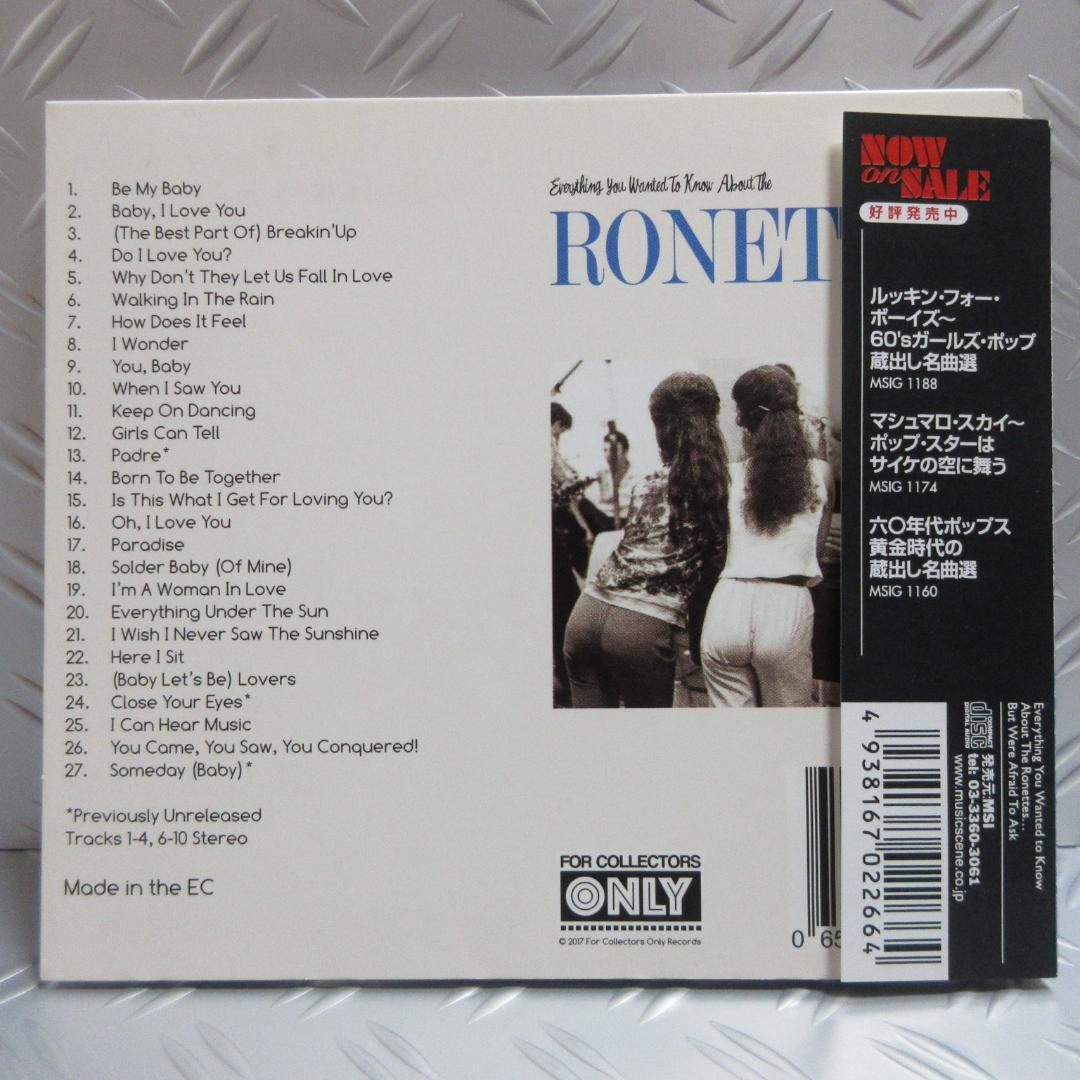 1. Be My Baby
2. Baby, I Love You
3. (The Best Part Of) Breakin'Up
4. Do I Love You?
5. Why Don't They Let Us Fall In Love
6. Walking In The Rain
7. How Does It Feel
8. I Wonder
9. You, Baby
10. When I Saw You
11. Keep On Dancing
12. Girls Can Tell
13. Padre*
14. Born To Be Together
15. Is This What I Get For Loving You?
16. Oh, I Love You
17. Paradise
18. Solder Baby (Of Mine)
19. I'm A Woman In Love
20. Everything Under The Sun
21. I Wish I Never Saw The Sunshine
22. Here I Sit
23. (Baby Let's Be) Lovers
24. Close Your Eyes*
25. I Can Hear Music
26. You Came, You Saw, You Conquered!
27. Someday (Baby)*
*Previously Unreleased
Tracks 1-4, 6-10 Stereo
Made in the EC
Everything You Wanted To Know About The
RONET
FOR COLLECTORS
ONLY
© 2017 For Collectors Only Records
0 65
NOW
on SALE
好評発売中
ルッキン・フォー・
ボーイズ～
60'sガールズ・ポップ
蔵出し名曲選
MSIG 1188
マシュマロ・スカイ～
ポップ・スターは
サイケの空に舞う
MSIG 1174
六〇年代ポップス
黄金時代の
蔵出し名曲選
MSIG 1160
Everything You Wanted to Know
About The Ronettes...
But Were Afraid To Ask
COMPACT
disc
DIGITAL AUDIO
発売元:MSI
tel: 03-3360-3061
www.musicscene.co.jp
4 938167 022664